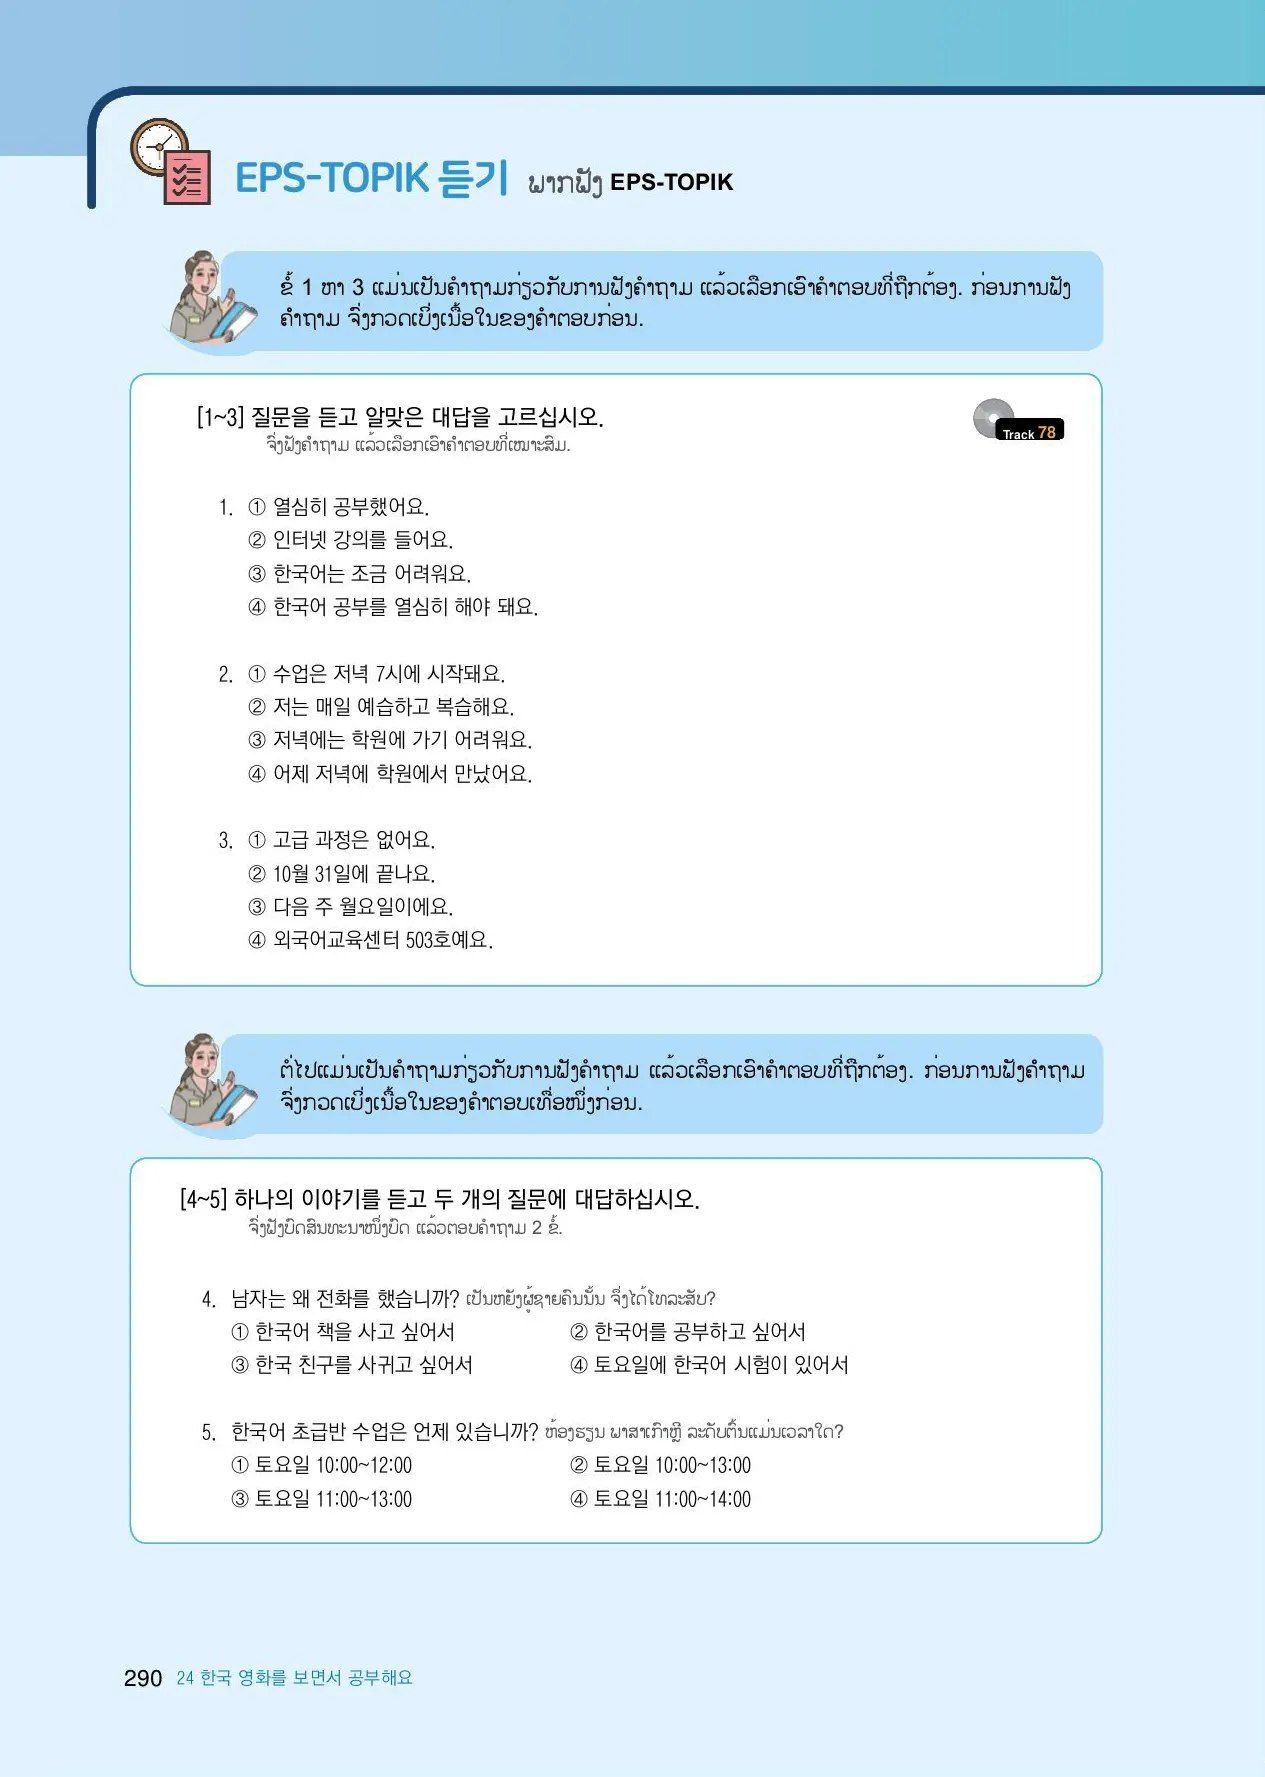 EPS-TOPIK 듣기 ພາກຟັງ EPS-TOPIK
ຂໍ້ 1 ຫາ 3 ແມ່ນເປັນຄຳຖາມກ່ຽວກັບການຟັງຄຳຖາມ ແລ້ວເລືອກເອົາຄຳຕອບທີ່ຖືກຕ້ອງ. ກ່ອນການຟັງ
ຄຳຖາມ ຈົ່ງກວດເບິ່ງເນື້ອໃນຂອງຄຳຕອບກ່ອນ.
[1~3] 질문을 듣고 알맞은 대답을 고르십시오.
ຈົ່ງຟັງຄຳຖາມ ແລ້ວເລືອກເອົາຄຳຕອບທີ່ເໝາະສົມ.
Track 78
1. ① 열심히 공부했어요.
② 인터넷 강의를 들어요.
③ 한국어는 조금 어려워요.
④ 한국어 공부를 열심히 해야 돼요.
2. ① 수업은 저녁 7시에 시작돼요.
② 저는 매일 예습하고 복습해요.
③ 저녁에는 학원에 가기 어려워요.
④ 어제 저녁에 학원에서 만났어요.
3. ① 고급 과정은 없어요.
② 10월 31일에 끝나요.
③ 다음 주 월요일이에요.
④ 외국어교육센터 503호예요.
ຕໍ່ໄປແມ່ນເປັນຄຳຖາມກ່ຽວກັບການຟັງຄຳຖາມ ແລ້ວເລືອກເອົາຄຳຕອບທີ່ຖືກຕ້ອງ. ກ່ອນການຟັງຄຳຖາມ
ຈົ່ງກວດເບິ່ງເນື້ອໃນຂອງຄຳຕອບເທື່ອໜຶ່ງກ່ອນ.
[4~5] 하나의 이야기를 듣고 두 개의 질문에 대답하십시오.
ຈົ່ງຟັງບົດສົນທະນາໜຶ່ງບົດ ແລ້ວຕອບຄຳຖາມ 2 ຂໍ້.
4. 남자는 왜 전화를 했습니까? ເປັນຫຍັງຜູ້ຊາຍຄົນນັ້ນ ຈຶ່ງໄດ້ໂທລະສັບ?
① 한국어 책을 사고 싶어서 ② 한국어를 공부하고 싶어서
③ 한국 친구를 사귀고 싶어서 ④ 토요일에 한국어 시험이 있어서
5. 한국어 초급반 수업은 언제 있습니까? ຫ້ອງຮຽນ ພາສາເກົາຫຼີ ລະດັບຕົ້ນແມ່ນເວລາໃດ?
① 토요일 10:00~12:00 ② 토요일 10:00~13:00
③ 토요일 11:00~13:00 ④ 토요일 11:00~14:00
290 24 한국 영화를 보면서 공부해요